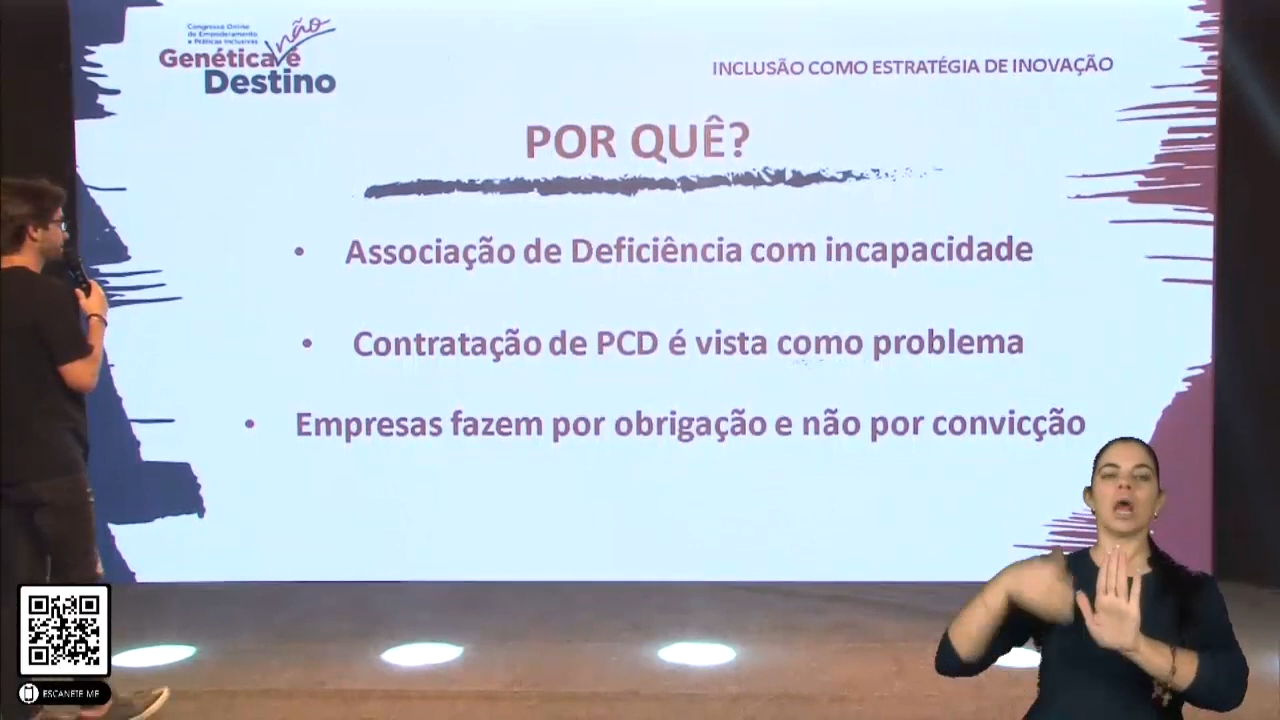 Congresso Online
de Empoderamento
e Práticas Inclusivas
não
Genética é
Destino
INCLUSÃO COMO ESTRATÉGIA DE INOVAÇÃO
POR QUÊ?
• Associação de Deficiência com incapacidade
• Contratação de PCD é vista como problema
• Empresas fazem por obrigação e não por convicção
ESCANETE ME